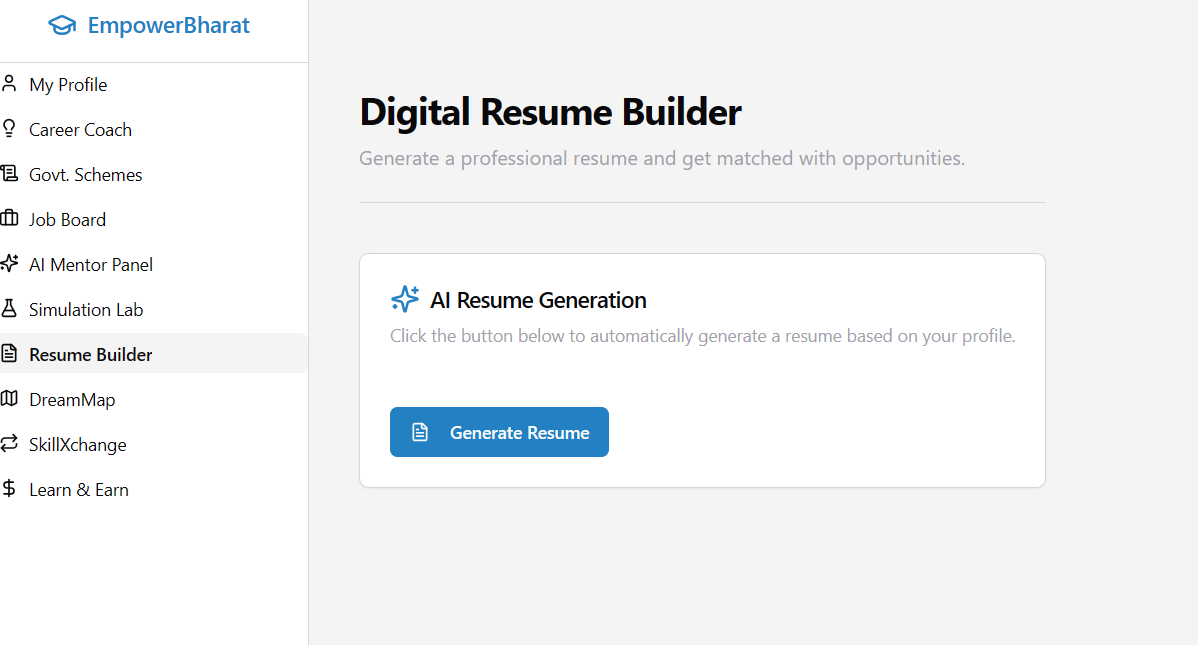 EmpowerBharat
My Profile
Career Coach
Govt. Schemes
Job Board
AI Mentor Panel
Simulation Lab
Resume Builder
DreamMap
SkillXchange
Learn & Earn
Digital Resume Builder
Generate a professional resume and get matched with opportunities.
AI Resume Generation
Click the button below to automatically generate a resume based on your profile.
Generate Resume